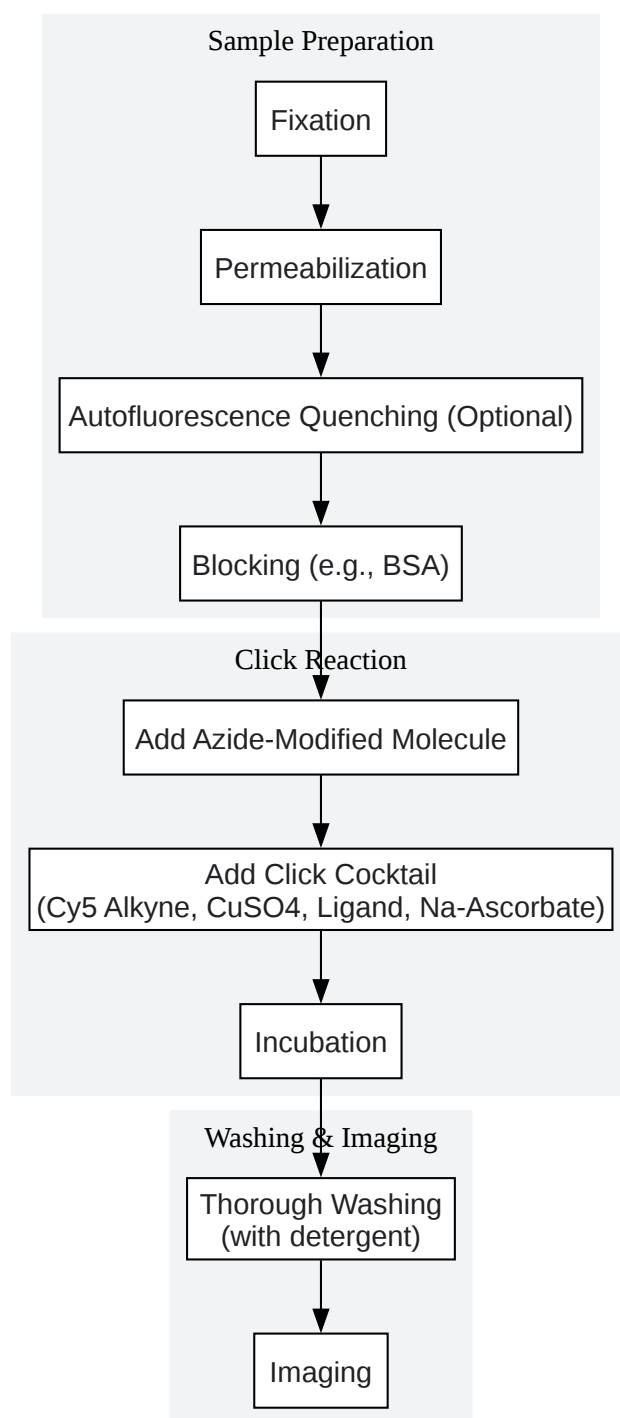 Sample Preparation
Fixation
Permeabilization
Autofluorescence Quenching (Optional)
Blocking (e.g., BSA)
Click Reaction
Add Azide-Modified Molecule
Add Click Cocktail
(Cy5 Alkyne, CuSO4, Ligand, Na-Ascorbate)
Incubation
Washing & Imaging
Thorough Washing
(with detergent)
Imaging